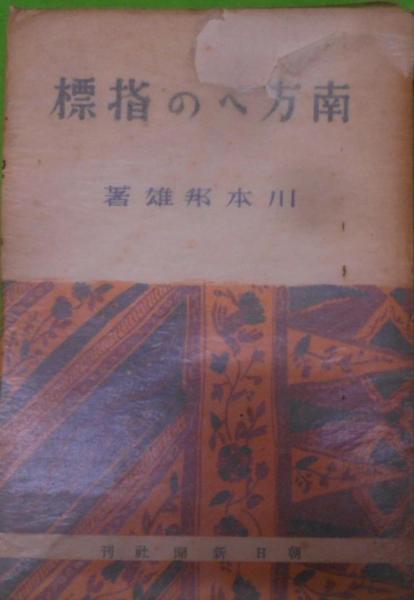 南方への指標
川本邦雄著
朝日新聞社刊